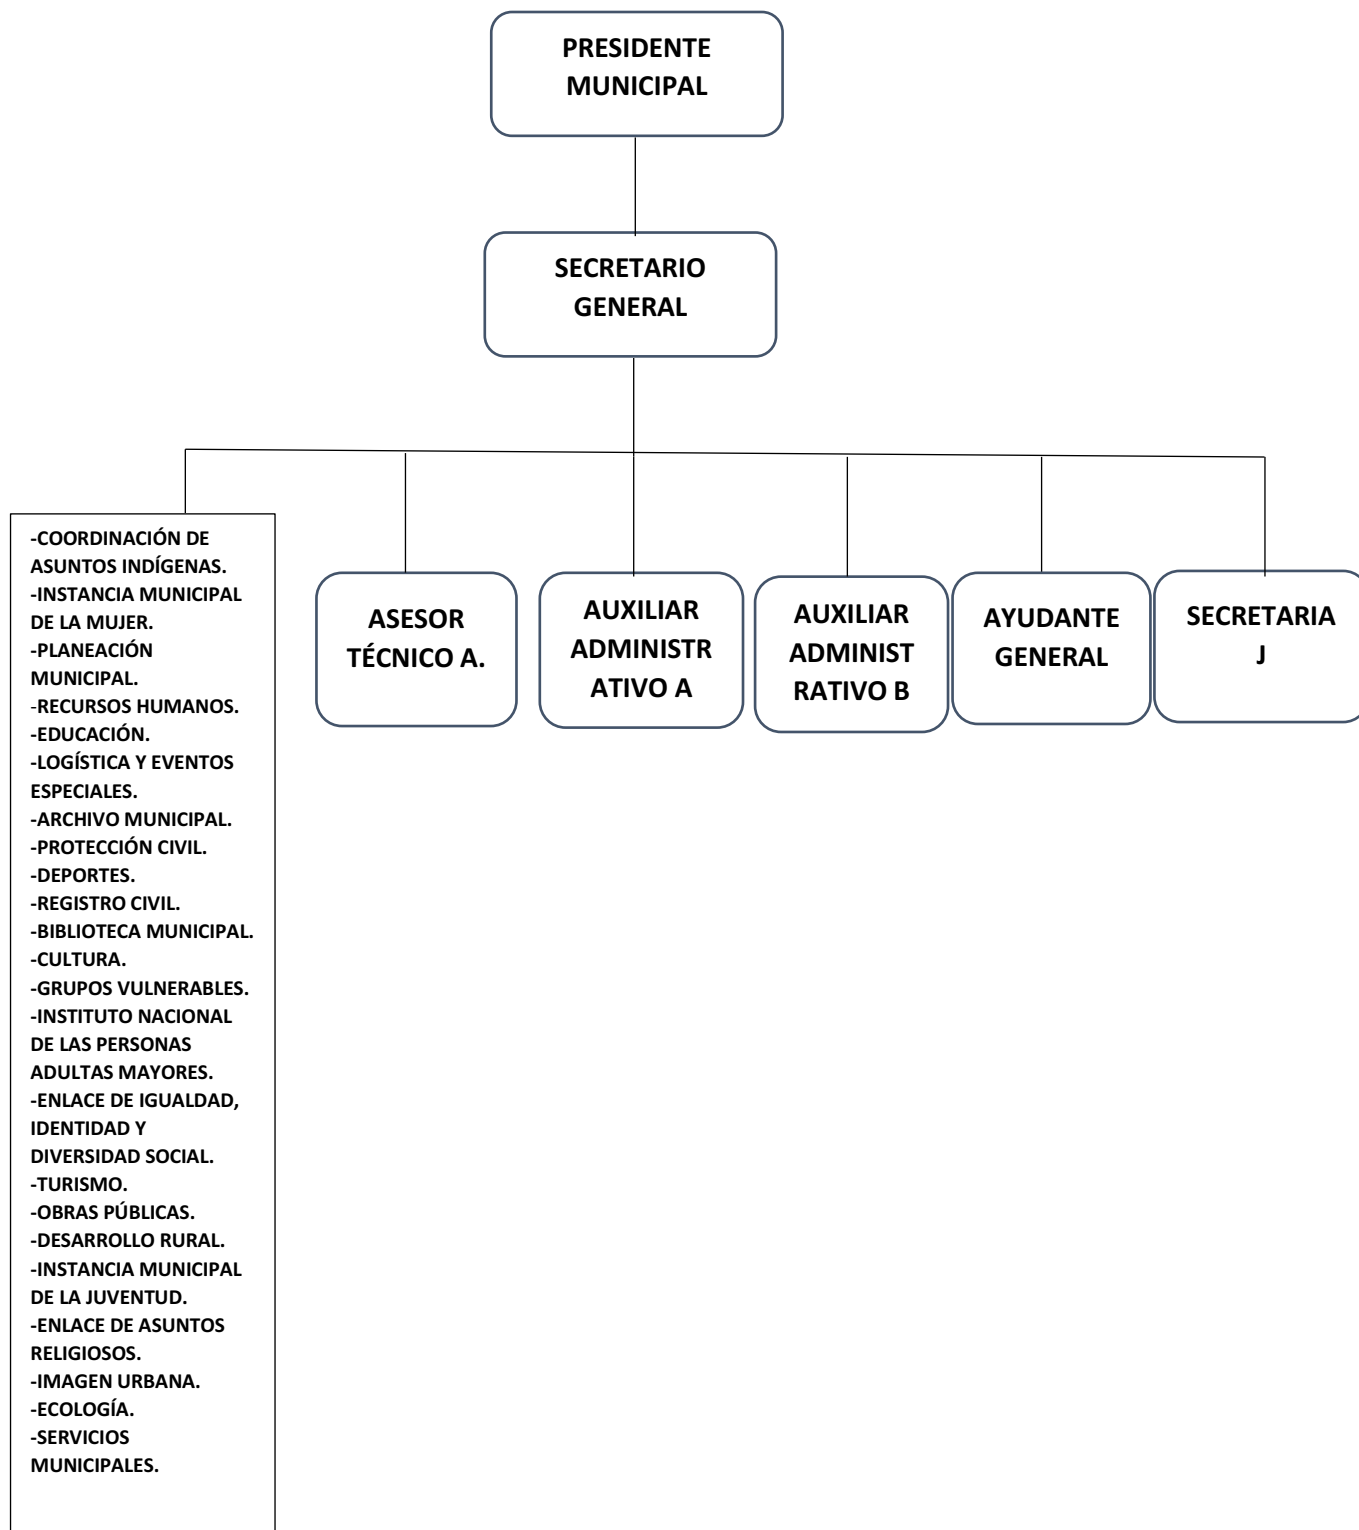 PRESIDENTE
MUNICIPAL
SECRETARIO
GENERAL
-COORDINACIÓN DE
ASUNTOS INDÍGENAS.
-INSTANCIA MUNICIPAL
DE LA MUJER.
-PLANEACIÓN
MUNICIPAL.
-RECURSOS HUMANOS.
-EDUCACIÓN.
-LOGÍSTICA Y EVENTOS
ESPECIALES.
-ARCHIVO MUNICIPAL.
-PROTECCIÓN CIVIL.
-DEPORTES.
-REGISTRO CIVIL.
-BIBLIOTECA MUNICIPAL.
-CULTURA.
-GRUPOS VULNERABLES.
-INSTITUTO NACIONAL
DE LAS PERSONAS
ADULTAS MAYORES.
-ENLACE DE IGUALDAD,
IDENTIDAD Y
DIVERSIDAD SOCIAL.
-TURISMO.
-OBRAS PÚBLICAS.
-DESARROLLO RURAL.
-INSTANCIA MUNICIPAL
DE LA JUVENTUD.
-ENLACE DE ASUNTOS
RELIGIOSOS.
-IMAGEN URBANA.
-ECOLOGÍA.
-SERVICIOS
MUNICIPALES.
ASESOR
TÉCNICO A.
AUXILIAR
ADMINISTR
ATIVO A
AUXILIAR
ADMINIST
RATIVO B
AYUDANTE
GENERAL
SECRETARIA
J